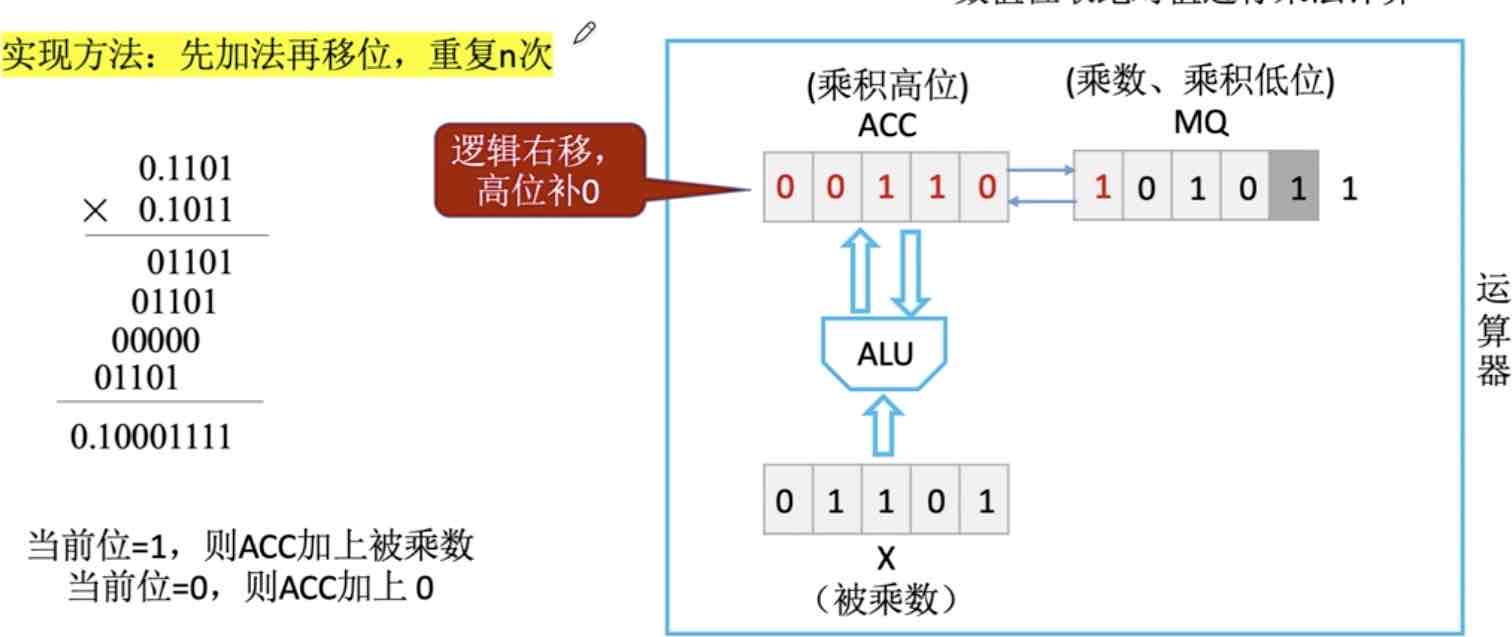 实现方法：先加法再移位，重复n次
0.1101
× 0.1011
01101
01101
00000
01101
0.10001111
当前位=1，则ACC加上被乘数
当前位=0，则ACC加上 0
逻辑右移，
高位补0
(乘积高位)
ACC
(乘数、乘积低位)
MQ
0 0 1 1 0
1 0 1 0 1 1
ALU
0 1 1 0 1
X
（被乘数）
运算器